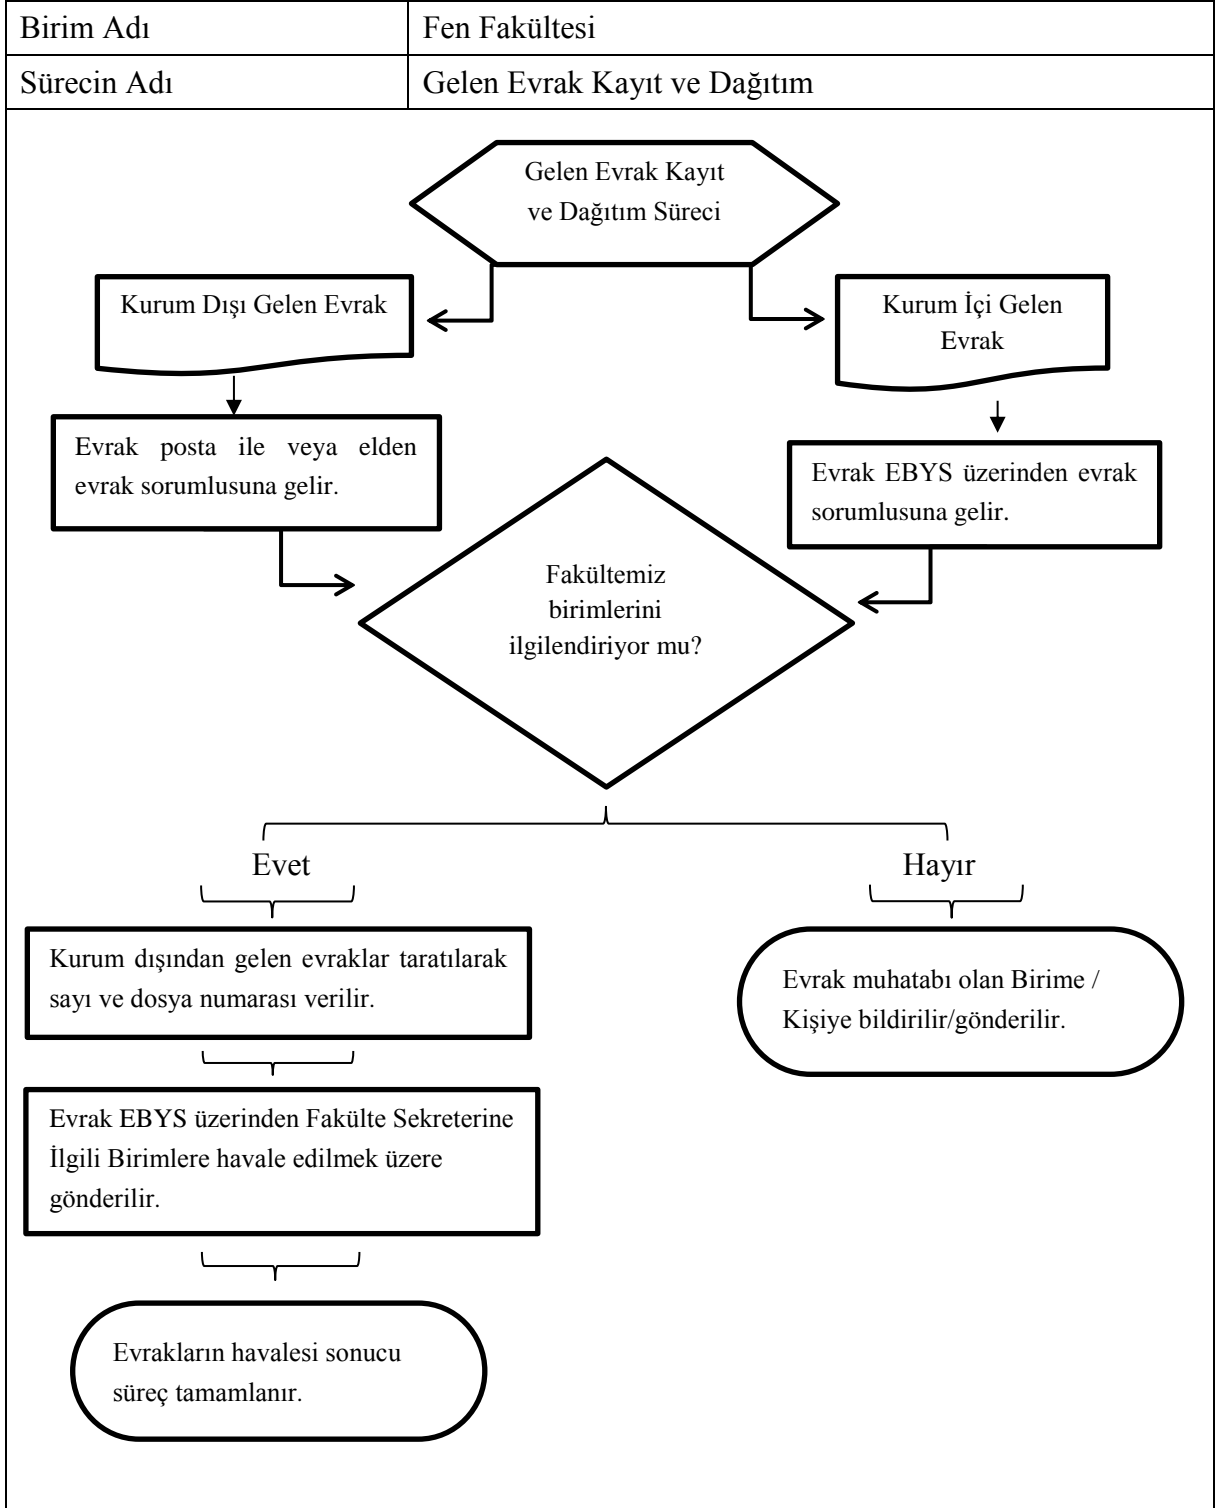 Birim Adı
Fen Fakültesi
Sürecin Adı
Gelen Evrak Kayıt ve Dağıtım
Gelen Evrak Kayıt
ve Dağıtım Süreci
Kurum Dışı Gelen Evrak
Kurum İçi Gelen
Evrak
Evrak posta ile veya elden
evrak sorumlusuna gelir.
Evrak EBYS üzerinden evrak
sorumlusuna gelir.
Fakültemiz
birimlerini
ilgilendiriyor mu?
Evet
Hayır
Kurum dışından gelen evraklar taratılarak
sayı ve dosya numarası verilir.
Evrak muhatabı olan Birime /
Kişiye bildirilir/gönderilir.
Evrak EBYS üzerinden Fakülte Sekreterine
İlgili Birimlere havale edilmek üzere
gönderilir.
Evrakların havalesi sonucu
süreç tamamlanır.